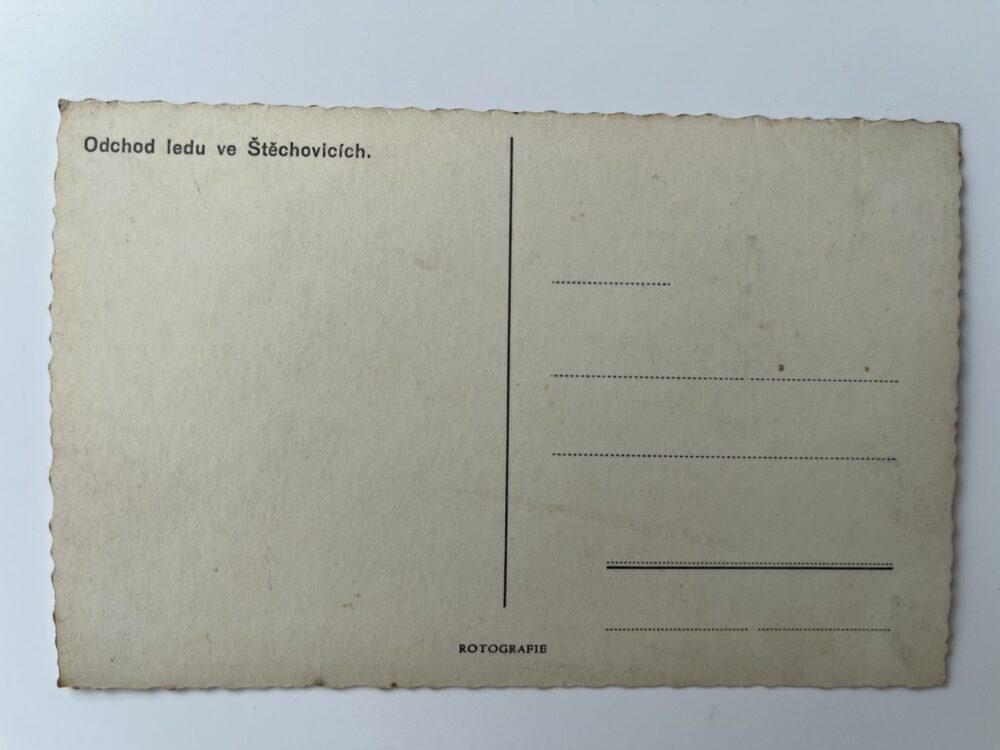 Odchod ledu ve Štěchovicích.
ROTOGRAFIE